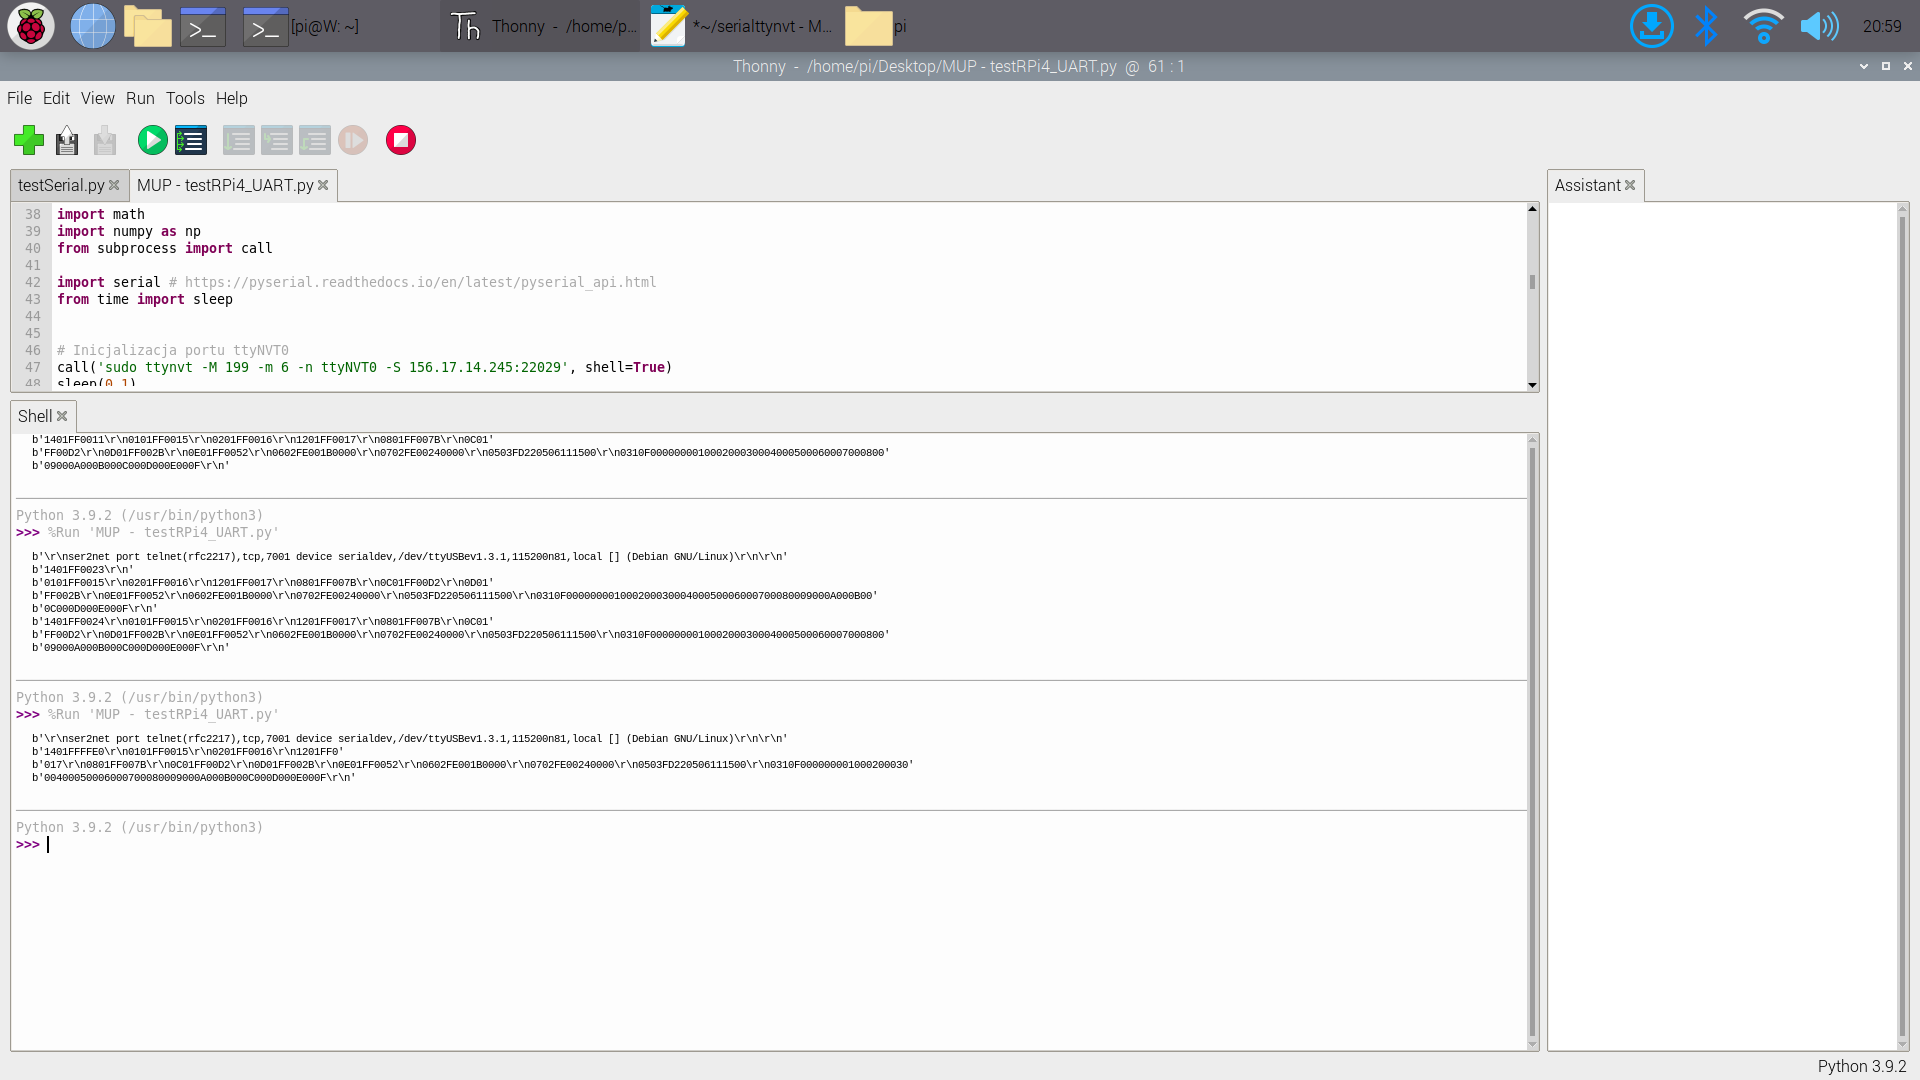 [pi@W: ~]
Thonny - /home/p...
*~/serialttynvt - M...
pi
20:59
Thonny - /home/pi/Desktop/MUP - testRPi4_UART.py @ 61 : 1
File Edit View Run Tools Help
testSerial.py
MUP - testRPi4_UART.py
Assistant
38 import math
39 import numpy as np
40 from subprocess import call
41
42 import serial # https://pyserial.readthedocs.io/en/latest/pyserial_api.html
43 from time import sleep
44
45
46 # Inicjalizacja portu ttyNVT0
47 call('sudo ttynvt -M 199 -m 6 -n ttyNVT0 -S 156.17.14.245:22029', shell=True)
48 sleep(0.1)
Shell
b'1401FF0011\r\n0101FF0015\r\n0201FF0016\r\n1201FF0017\r\n0801FF007B\r\n0C01'
b'FF00D2\r\n0D01FF002B\r\n0E01FF0052\r\n0602FE001B0000\r\n0702FE00240000\r\n0503FD220506111500\r\n0310F0000000010002000300040005000600070000800'
b'09000A000B000C000D000E000F\r\n'
Python 3.9.2 (/usr/bin/python3)
>>> %Run 'MUP - testRPi4_UART.py'
b'\r\nser2net port telnet(rfc2217),tcp,7001 device serialdev,/dev/ttyUSBev1.3.1,115200n81,local [] (Debian GNU/Linux)\r\n\r\n'
b'1401FF0023\r\n'
b'0101FF0015\r\n0201FF0016\r\n1201FF0017\r\n0801FF007B\r\n0C01FF00D2\r\n0D01'
b'FF002B\r\n0E01FF0052\r\n0602FE001B0000\r\n0702FE00240000\r\n0503FD220506111500\r\n0310F00000000100020003000400050006000700080009000A000B00'
b'0C000D000E000F\r\n'
b'1401FF0024\r\n0101FF0015\r\n0201FF0016\r\n1201FF0017\r\n0801FF007B\r\n0C01'
b'FF00D2\r\n0D01FF002B\r\n0E01FF0052\r\n0602FE001B0000\r\n0702FE00240000\r\n0503FD220506111500\r\n0310F000000001000200030004000500060007000800'
b'09000A000B000C000D000E000F\r\n'
Python 3.9.2 (/usr/bin/python3)
>>> %Run 'MUP - testRPi4_UART.py'
b'\r\nser2net port telnet(rfc2217),tcp,7001 device serialdev,/dev/ttyUSBev1.3.1,115200n81,local [] (Debian GNU/Linux)\r\n\r\n'
b'1401FFFFE0\r\n0101FF0015\r\n0201FF0016\r\n1201FF0'
b'017\r\n0801FF007B\r\n0C01FF00D2\r\n0D01FF002B\r\n0E01FF0052\r\n0602FE001B0000\r\n0702FE00240000\r\n0503FD220506111500\r\n0310F000000001000200030'
b'00400050006000700080009000A000B000C000D000E000F\r\n'
Python 3.9.2 (/usr/bin/python3)
>>>
Python 3.9.2